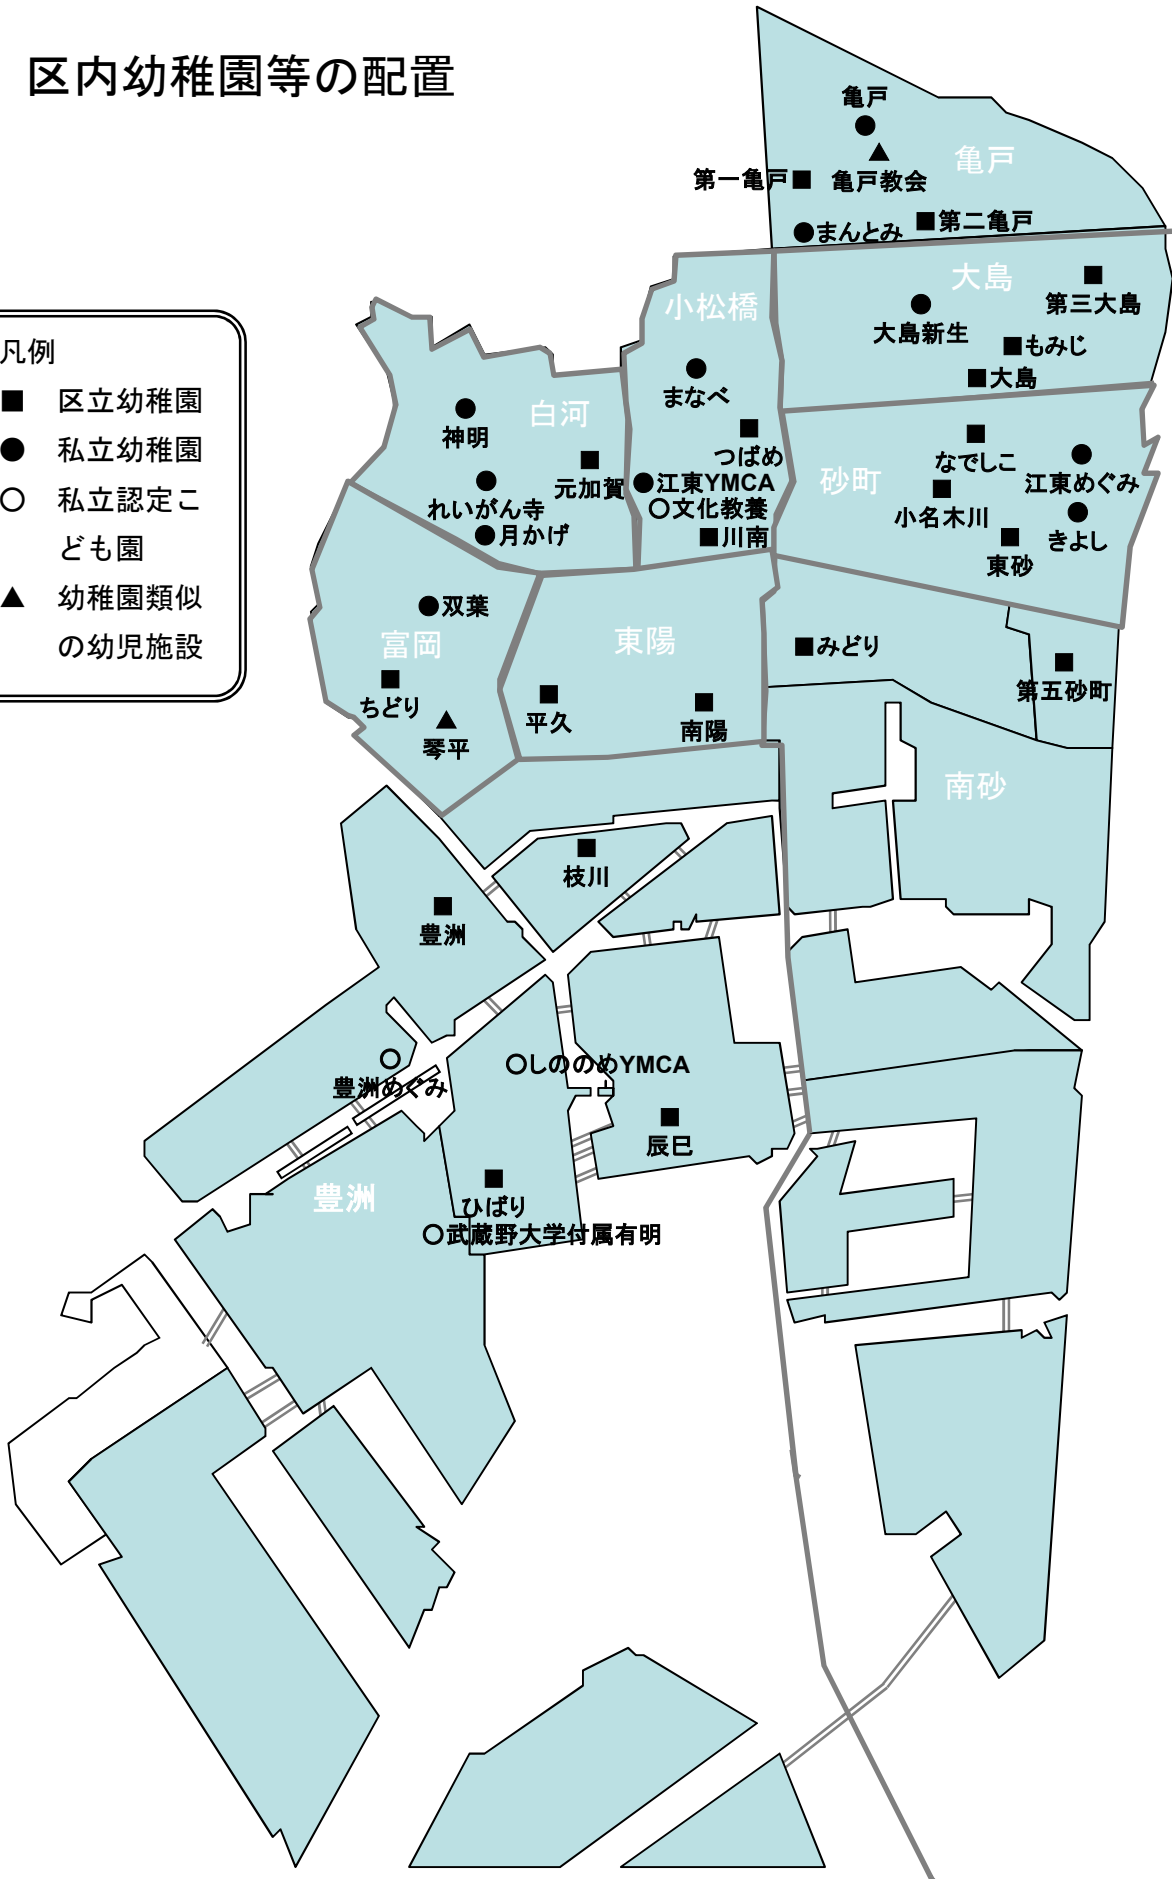 区内幼稚園等の配置
亀戸
亀戸
第一亀戸
亀戸教会
第二亀戸
まんとみ
大島
第三大島
大島新生
もみじ
大島
小松橋
まなべ
つばめ
江東YMCA
文化教養
川南
凡例
■ 区立幼稚園
● 私立幼稚園
○ 私立認定こ
ども園
▲ 幼稚園類似
の幼児施設
白河
神明
元加賀
れいがん寺
月かげ
砂町
なでしこ
江東めぐみ
小名木川
きよし
東砂
富岡
双葉
ちどり
琴平
東陽
平久
南陽
みどり
第五砂町
南砂
枝川
豊洲
しののめYMCA
豊洲めぐみ
辰巳
豊洲
ひばり
武蔵野大学付属有明